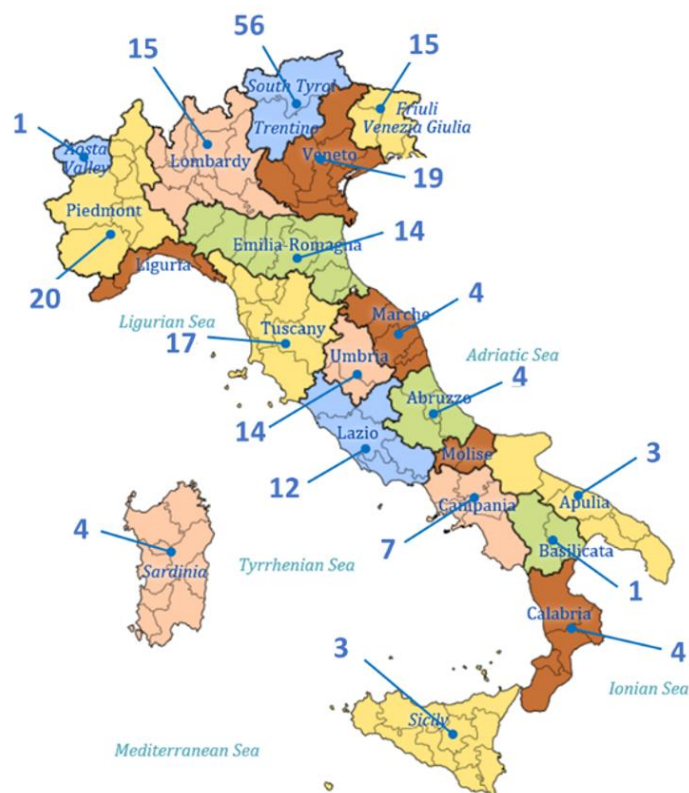 56
15
15
South Tyrol
1
Friuli
Venezia Giulia
Trentino
Aosta
Valley
Lombardy
Veneto
19
Piedmont
Emilia-Romagna
14
Liguria
20
4
Ligurian Sea
Marche
Tuscany
17
Umbria
Adriatic Sea
4
Abruzzo
14
Lazio
3
Molise
12
Campania
Apulia
4
7
Basilicata
Sardinia
Tyrrhenian Sea
1
Calabria
3
4
Ionian Sea
Sicily
Mediterranean Sea